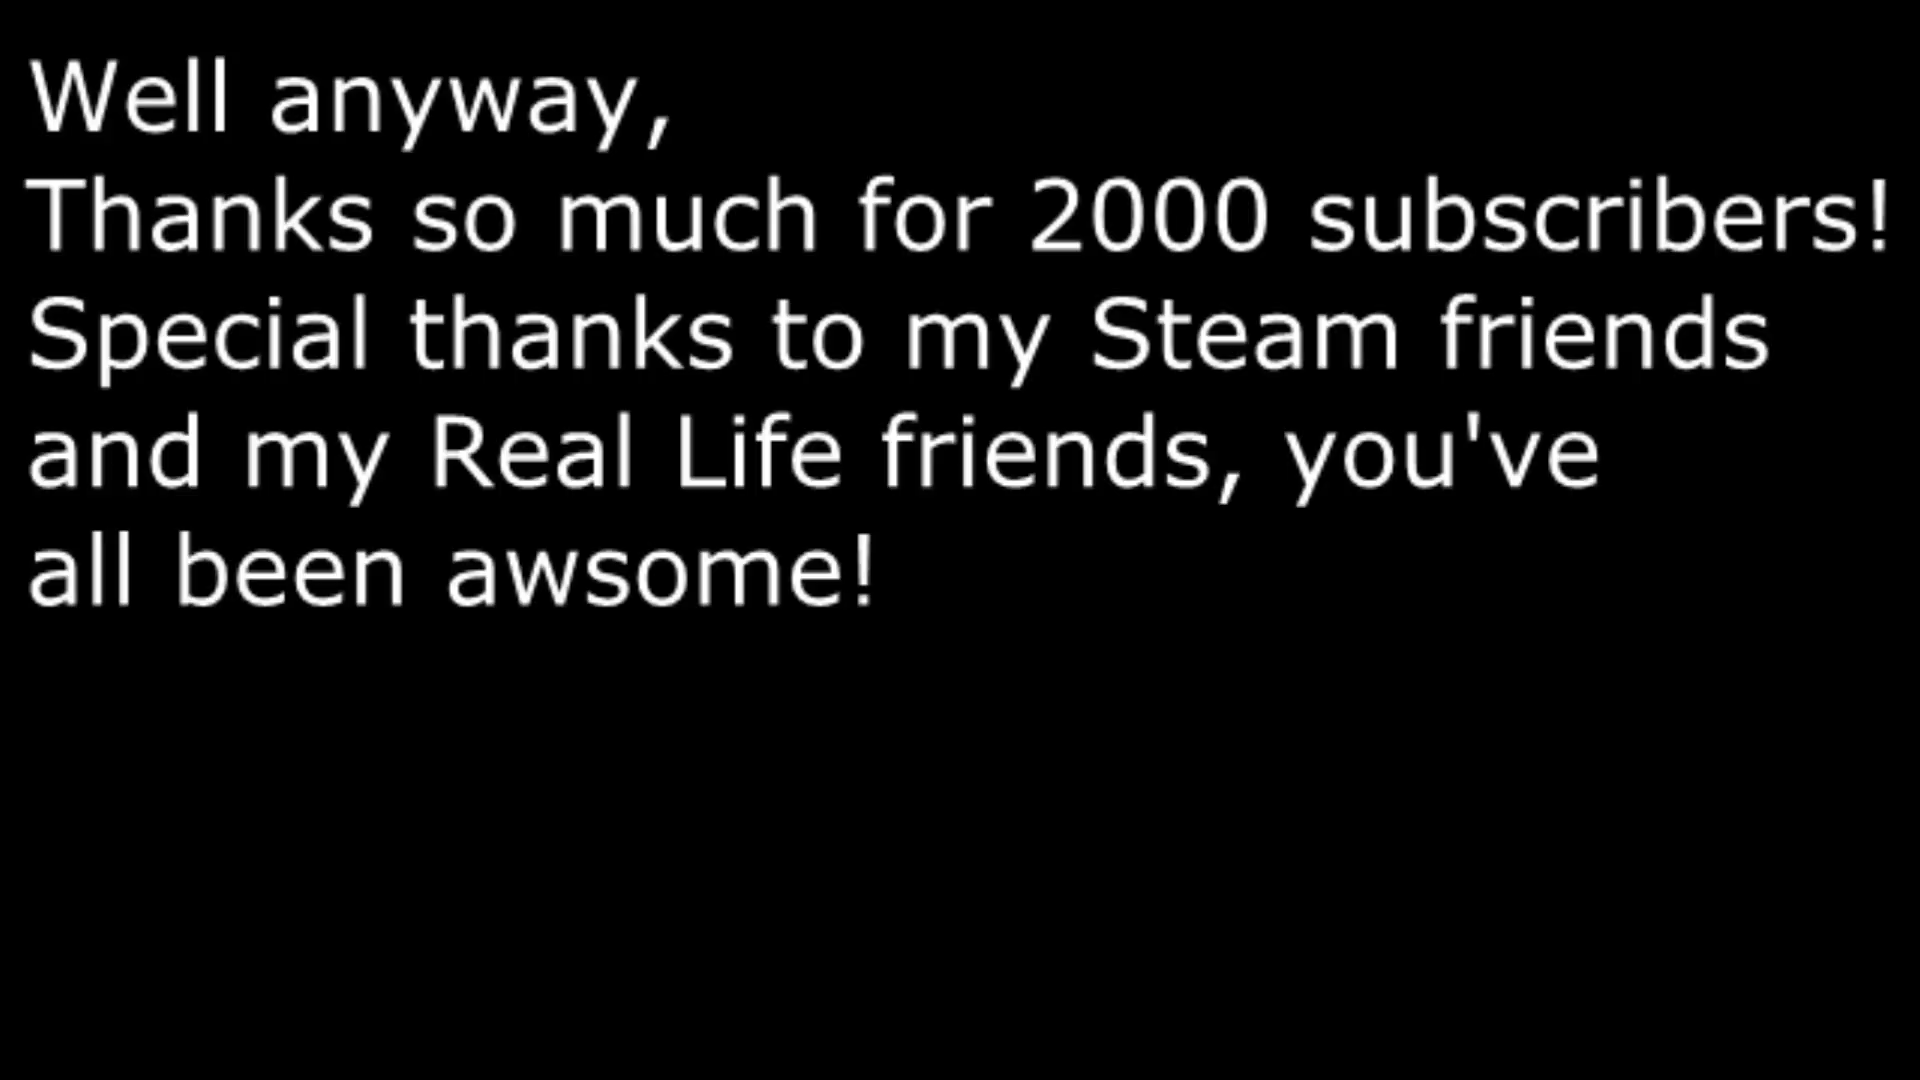 Well anyway,
Thanks so much for 2000 subscribers!
Special thanks to my Steam friends
and my Real Life friends, you've
all been awsome!